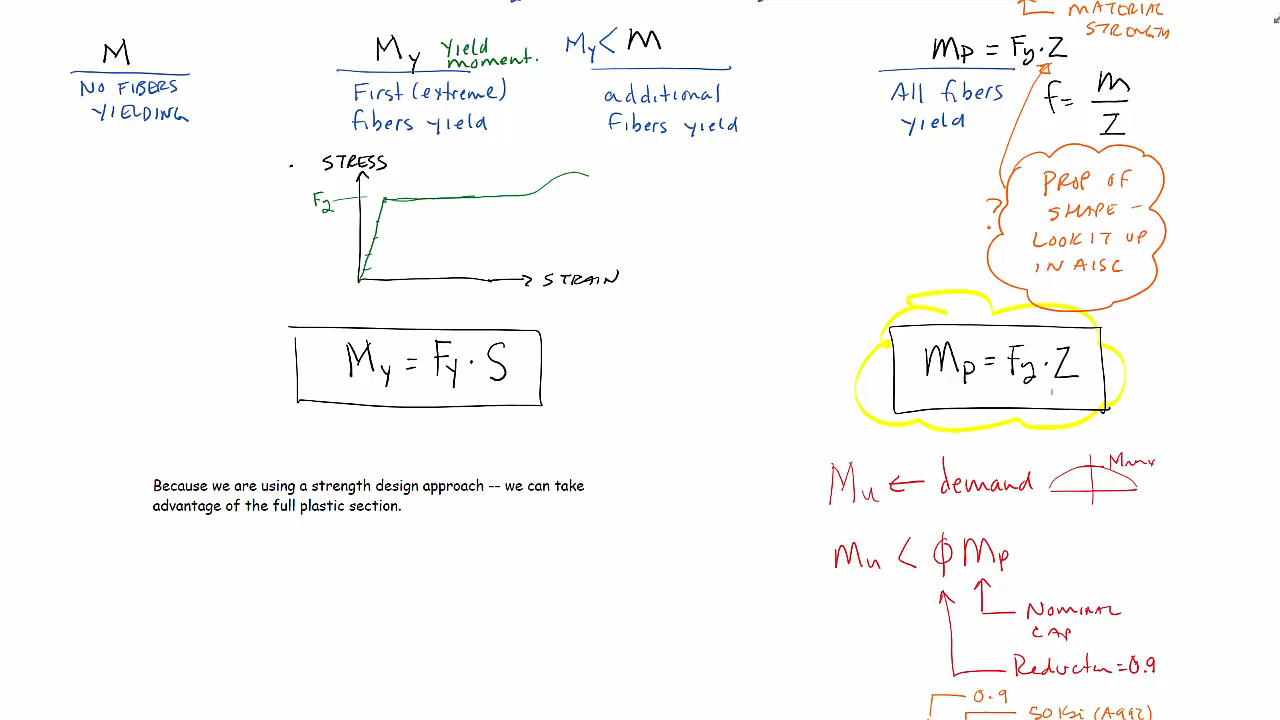 MATERIAL
STRENGTH
M
NO FIBERS
YIELDING
My Yield
moment.
First (extreme)
fibers yield
My < M
additional
Fibers yield
Mp = Fy·Z
All fibers
yield
f = M
Z
STRESS
Fy
STRAIN
?
PROP OF
SHAPE –
LOOK IT UP
IN AISC
My = Fy · S
Mp = Fy · Z
Because we are using a strength design approach -- we can take
advantage of the full plastic section.
Mu ← demand
Mmax
Mu < φ Mp
NOMINAL
CAP
Reduction = 0.9
0.9
50 ksi (A992)